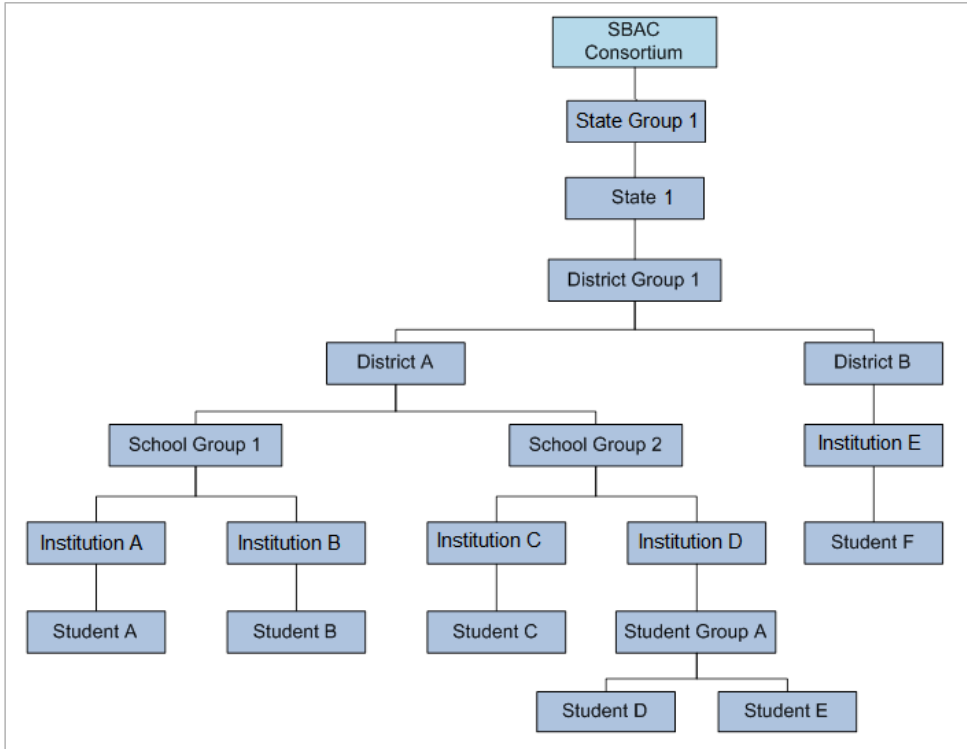 SBAC
Consortium
State Group 1
State 1
District Group 1
District A
District B
School Group 1
School Group 2
Institution E
Institution A
Institution B
Institution C
Institution D
Student F
Student A
Student B
Student C
Student Group A
Student D
Student E